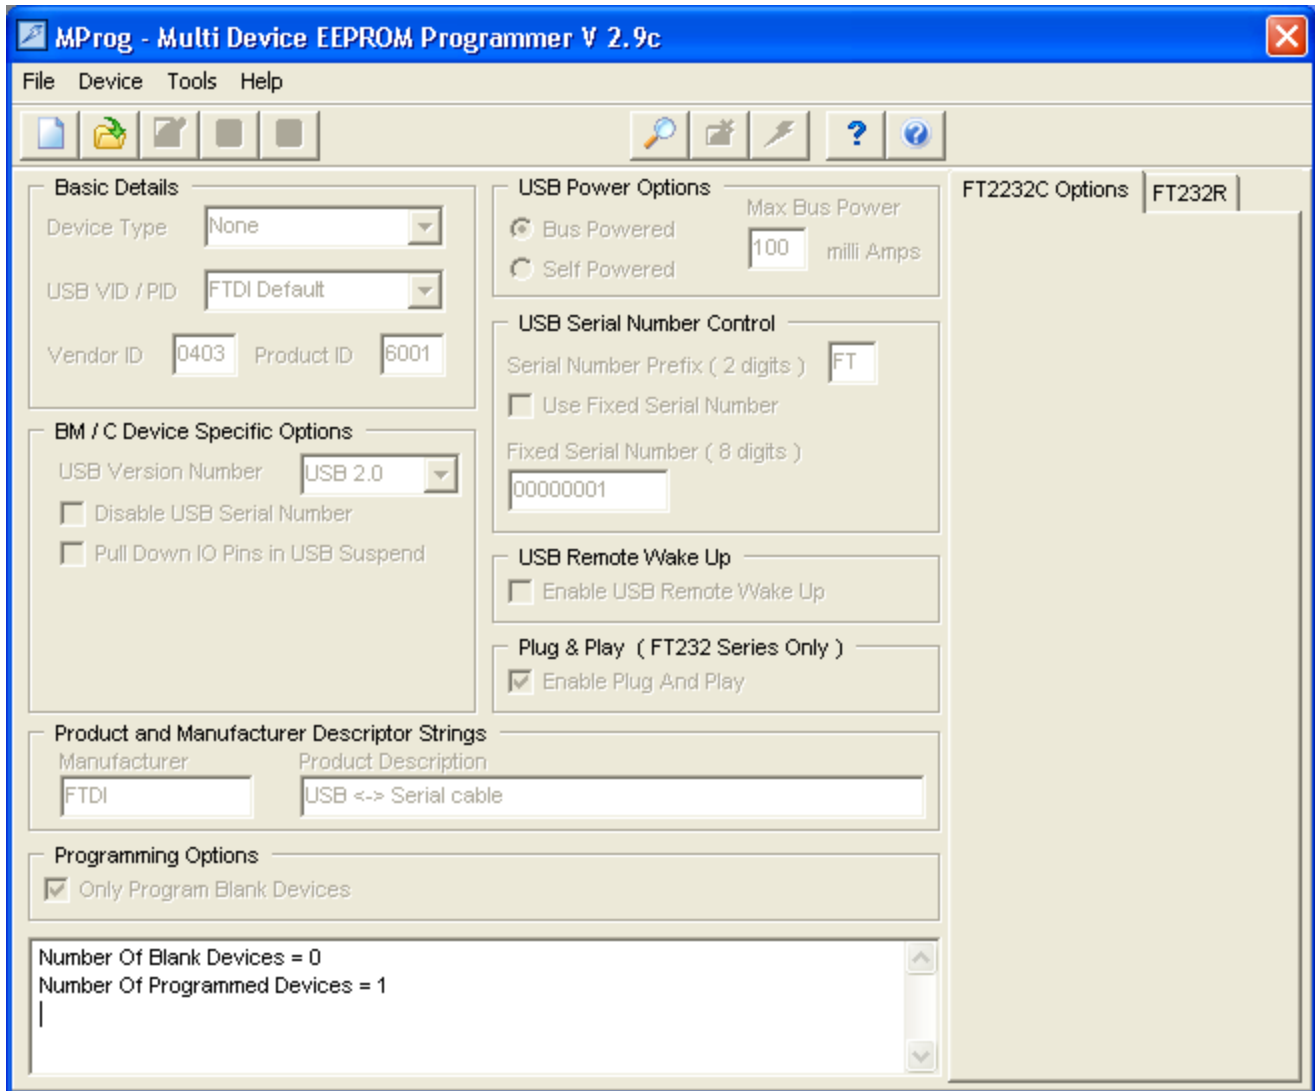 MProg - Multi Device EEPROM Programmer V 2.9c
File Device Tools Help
Basic Details
Device Type None
USB VID / PID FTDI Default
Vendor ID 0403 Product ID 6001
BM / C Device Specific Options
USB Version Number USB 2.0
Disable USB Serial Number
Pull Down IO Pins in USB Suspend
USB Power Options
Max Bus Power
Bus Powered
100 milli Amps
Self Powered
USB Serial Number Control
Serial Number Prefix ( 2 digits ) FT
Use Fixed Serial Number
Fixed Serial Number ( 8 digits )
00000001
USB Remote Wake Up
Enable USB Remote Wake Up
Plug & Play ( FT232 Series Only )
Enable Plug And Play
FT2232C Options FT232R
Product and Manufacturer Descriptor Strings
Manufacturer Product Description
FTDI USB <-> Serial cable
Programming Options
Only Program Blank Devices
Number Of Blank Devices = 0
Number Of Programmed Devices = 1